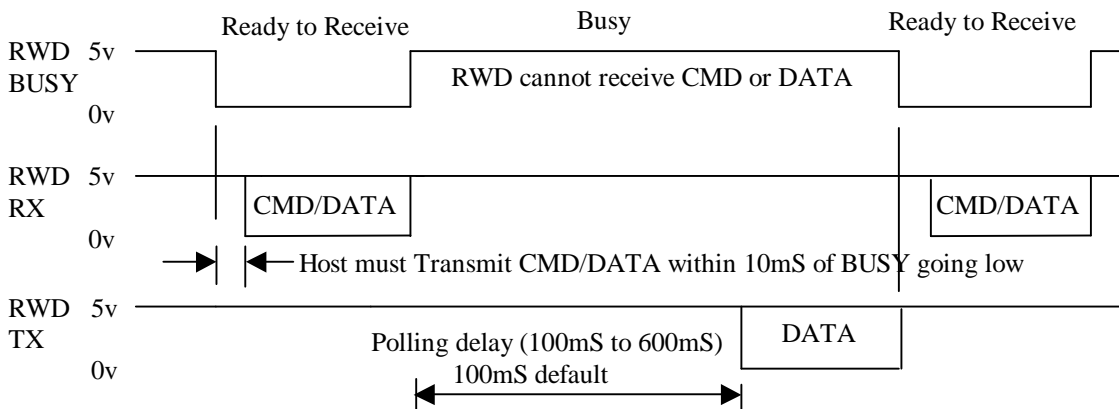 Ready to Receive Busy Ready to Receive
RWD 5v
BUSY
RWD cannot receive CMD or DATA
0v
RWD 5v
RX
CMD/DATA CMD/DATA
0v
Host must Transmit CMD/DATA within 10mS of BUSY going low
RWD 5v
TX
DATA
Polling delay (100mS to 600mS)
0v
100mS default